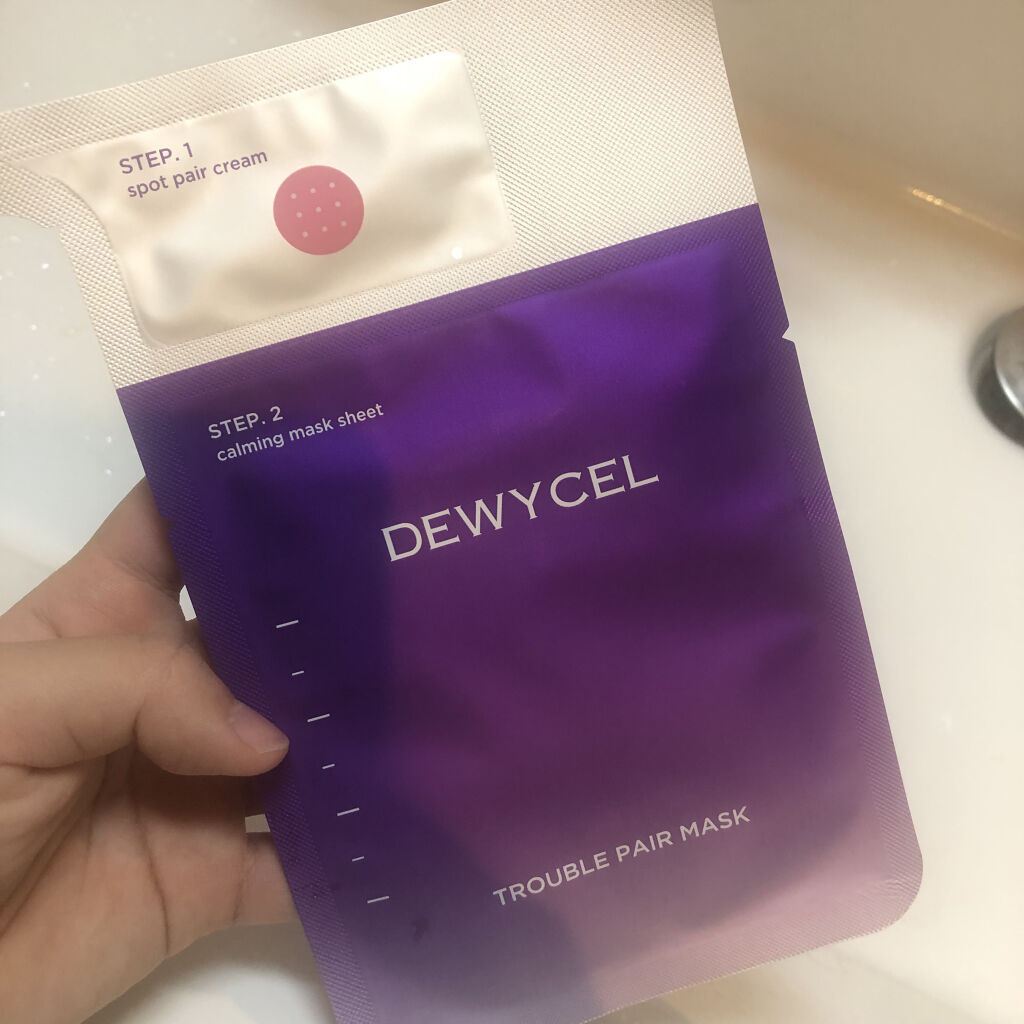 STEP. 1
spot pair cream
STEP. 2
calming mask sheet
DEWYCEL
TROUBLE PAIR MASK